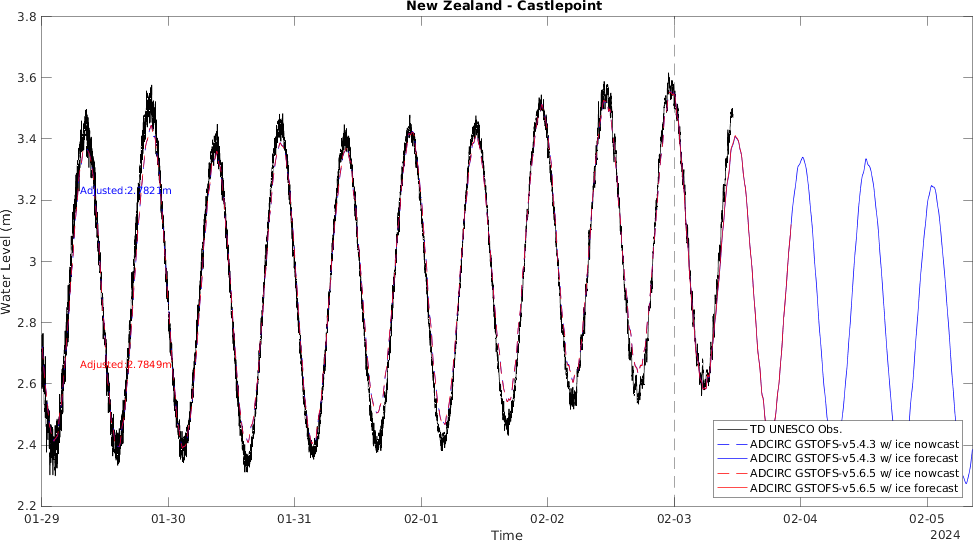 New Zealand - Castlepoint
3.8
3.6
3.4
3.2
3
2.8
2.6
2.4
2.2
Water Level (m)
Adjusted:2.7821m
Adjusted:2.7849m
TD UNESCO Obs.
ADCIRC GSTOFS-v5.4.3 w/ ice nowcast
ADCIRC GSTOFS-v5.4.3 w/ ice forecast
ADCIRC GSTOFS-v5.6.5 w/ ice nowcast
ADCIRC GSTOFS-v5.6.5 w/ ice forecast
01-29 01-30 01-31 02-01 02-02 02-03 02-04 02-05
Time
2024